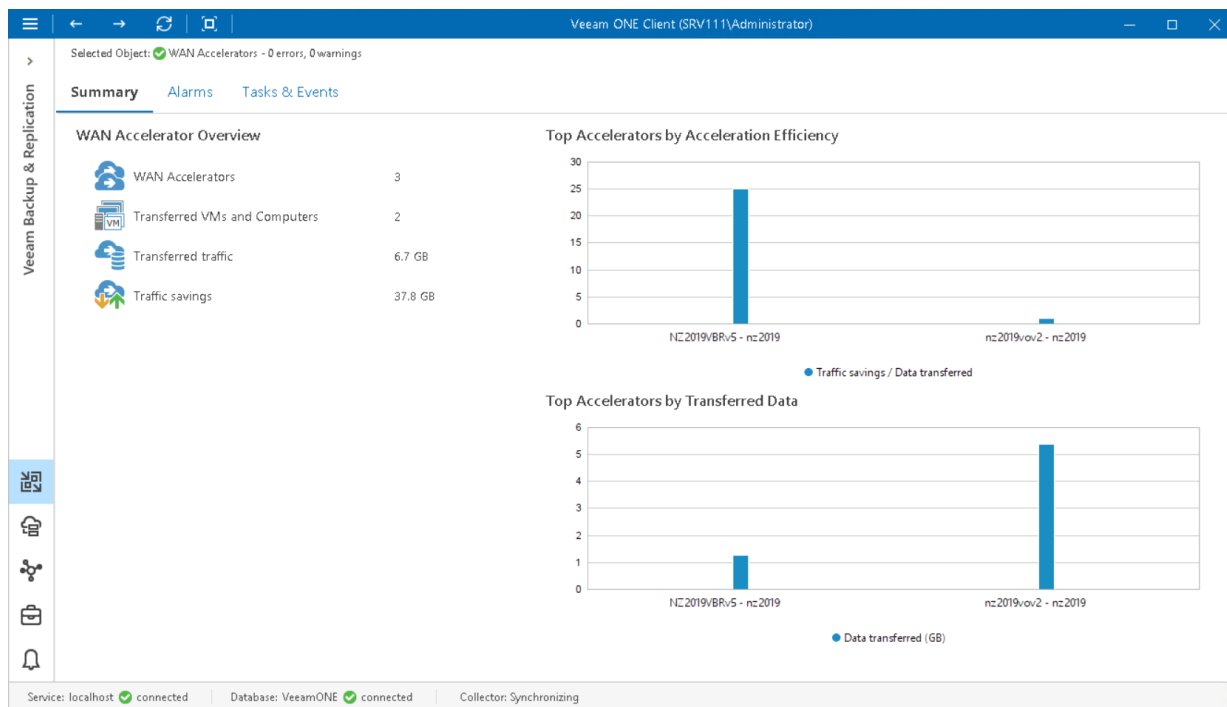 Veeam ONE Client (SRV111\Administrator)
Selected Object: WAN Accelerators - 0 errors, 0 warnings
Veeam Backup & Replication
Summary Alarms Tasks & Events
WAN Accelerator Overview
WAN Accelerators 3
VM
Transferred VMs and Computers 2
Transferred traffic 6.7 GB
Traffic savings 37.8 GB
Top Accelerators by Acceleration Efficiency
30
25
20
15
10
5
0
NZ2019VBRv5 - nz2019 nz2019vov2 - nz2019
Traffic savings / Data transferred
Top Accelerators by Transferred Data
6
5
4
3
2
1
0
NZ2019VBRv5 - nz2019 nz2019vov2 - nz2019
Data transferred (GB)
Service: localhost connected Database: VeeamONE connected Collector: Synchronizing